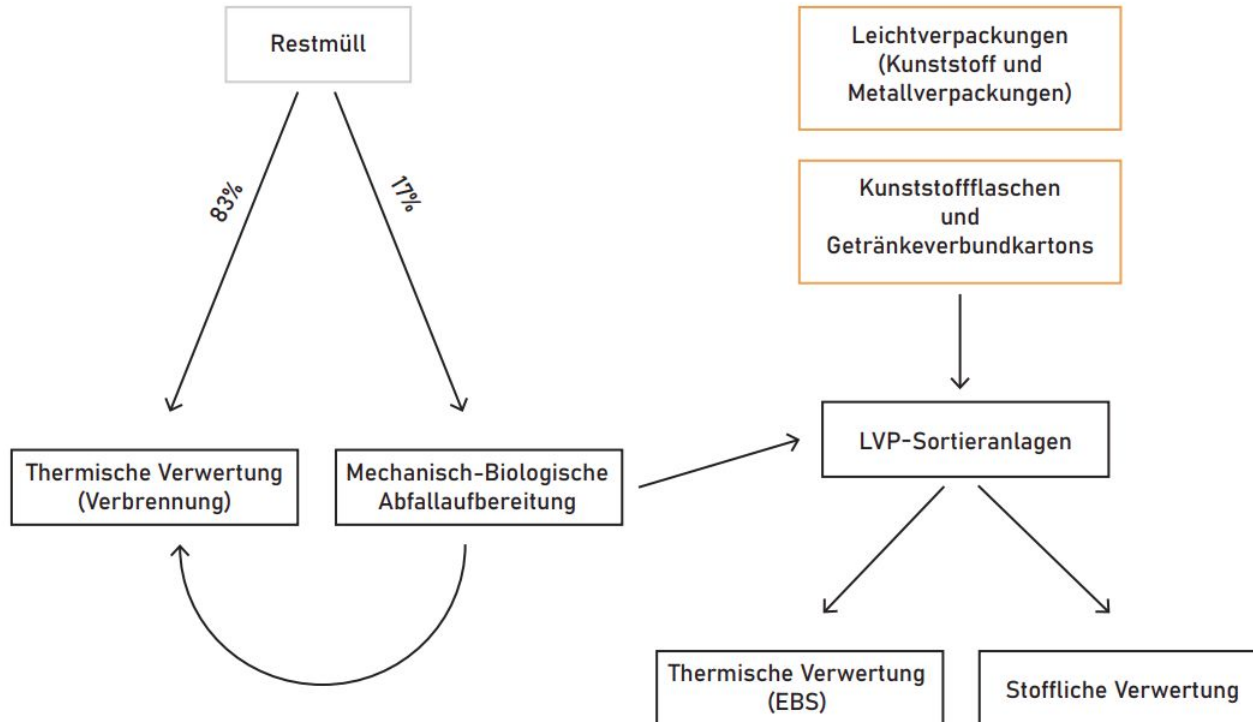 Restmüll
Leichtverpackungen
(Kunststoff und
Metallverpackungen)
83%
17%
Kunststoffflaschen
und
Getränkeverbundkartons
LVP-Sortieranlagen
Thermische Verwertung
(Verbrennung)
Mechanisch-Biologische
Abfallaufbereitung
Thermische Verwertung
(EBS)
Stoffliche Verwertung